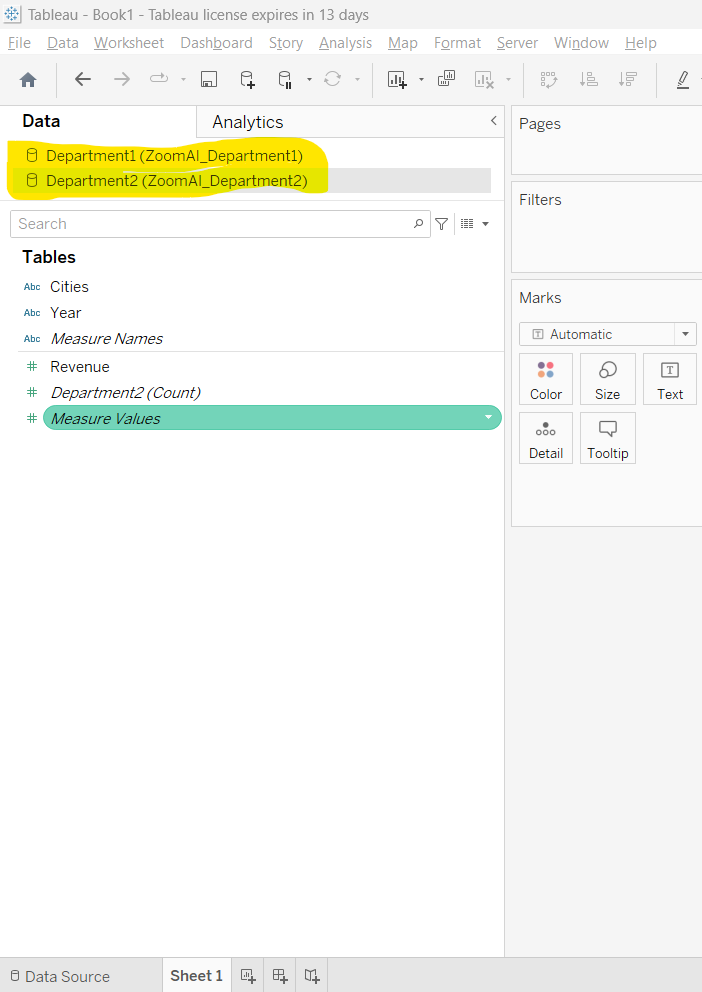 Tableau - Book1 - Tableau license expires in 13 days
File Data Worksheet Dashboard Story Analysis Map Format Server Window Help
Data Analytics
Department1 (ZoomAI_Department1)
Department2 (ZoomAI_Department2)
Search
Tables
Abc Cities
Abc Year
Abc Measure Names
# Revenue
# Department2 (Count)
# Measure Values
Pages
Filters
Marks
T Automatic
Color Size Text
Detail Tooltip
Data Source Sheet 1